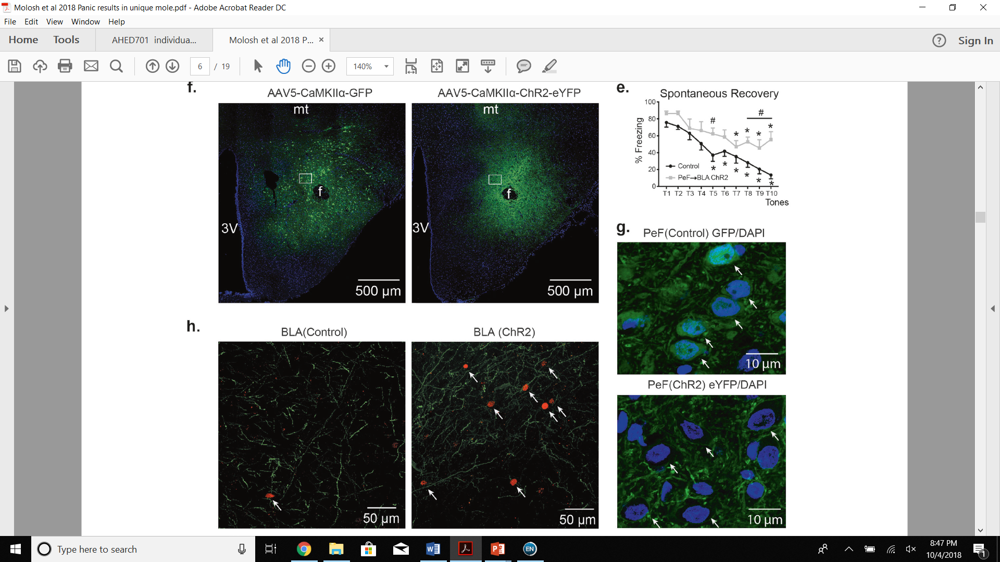 Molosh et al 2018 Panic results in unique mole.pdf - Adobe Acrobat Reader DC
File Edit View Window Help
Home Tools AHED701 individua... Molosh et al 2018 P... × ? Sign In
6 / 19 140%
f.
AAV5-CaMKIIα-GFP
mt
f
3V
500 µm
AAV5-CaMKIIα-ChR2-eYFP
mt
f
3V
500 µm
e.
Spontaneous Recovery
% Freezing
100
80
60
40
20
0
#
#
* * * *
* * * * * *
Control
PeF→BLA ChR2
T1 T2 T3 T4 T5 T6 T7 T8 T9 T10
Tones
g.
PeF(Control) GFP/DAPI
10 µm
PeF(ChR2) eYFP/DAPI
10 µm
h.
BLA(Control)
50 µm
BLA (ChR2)
50 µm
Type here to search
EN
8:47 PM
10/4/2018
1